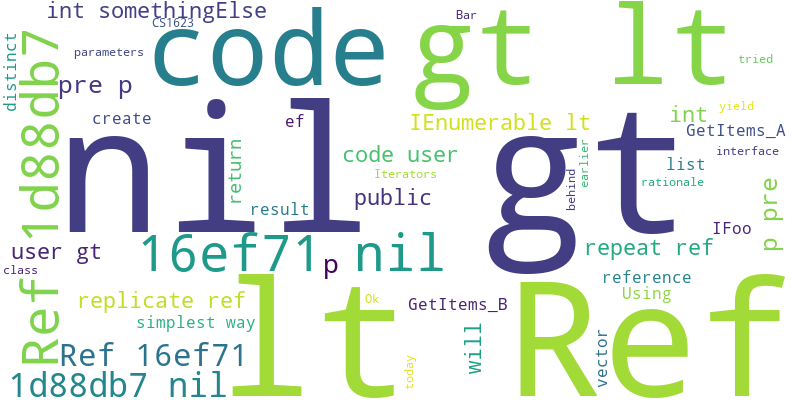 int somethingElse
CS1623
Bar
code
gt lt
distinct
parameters
tried
1d88db7
pre p
nil
gt
create
ef
IEnumerable lt
int
yield
GetItems_A
return
code user
Iterators
earlier
interface
list
behind
rationale
public
result
p pre
IFoo
user gt
16ef71
p
nil
repeat ref
class
reference
Ref
replicate ref
lt
Ok
GetItems_B
Using
Ref
simplest way
will
vector
Ref 16ef71
today
1d88db7 nil